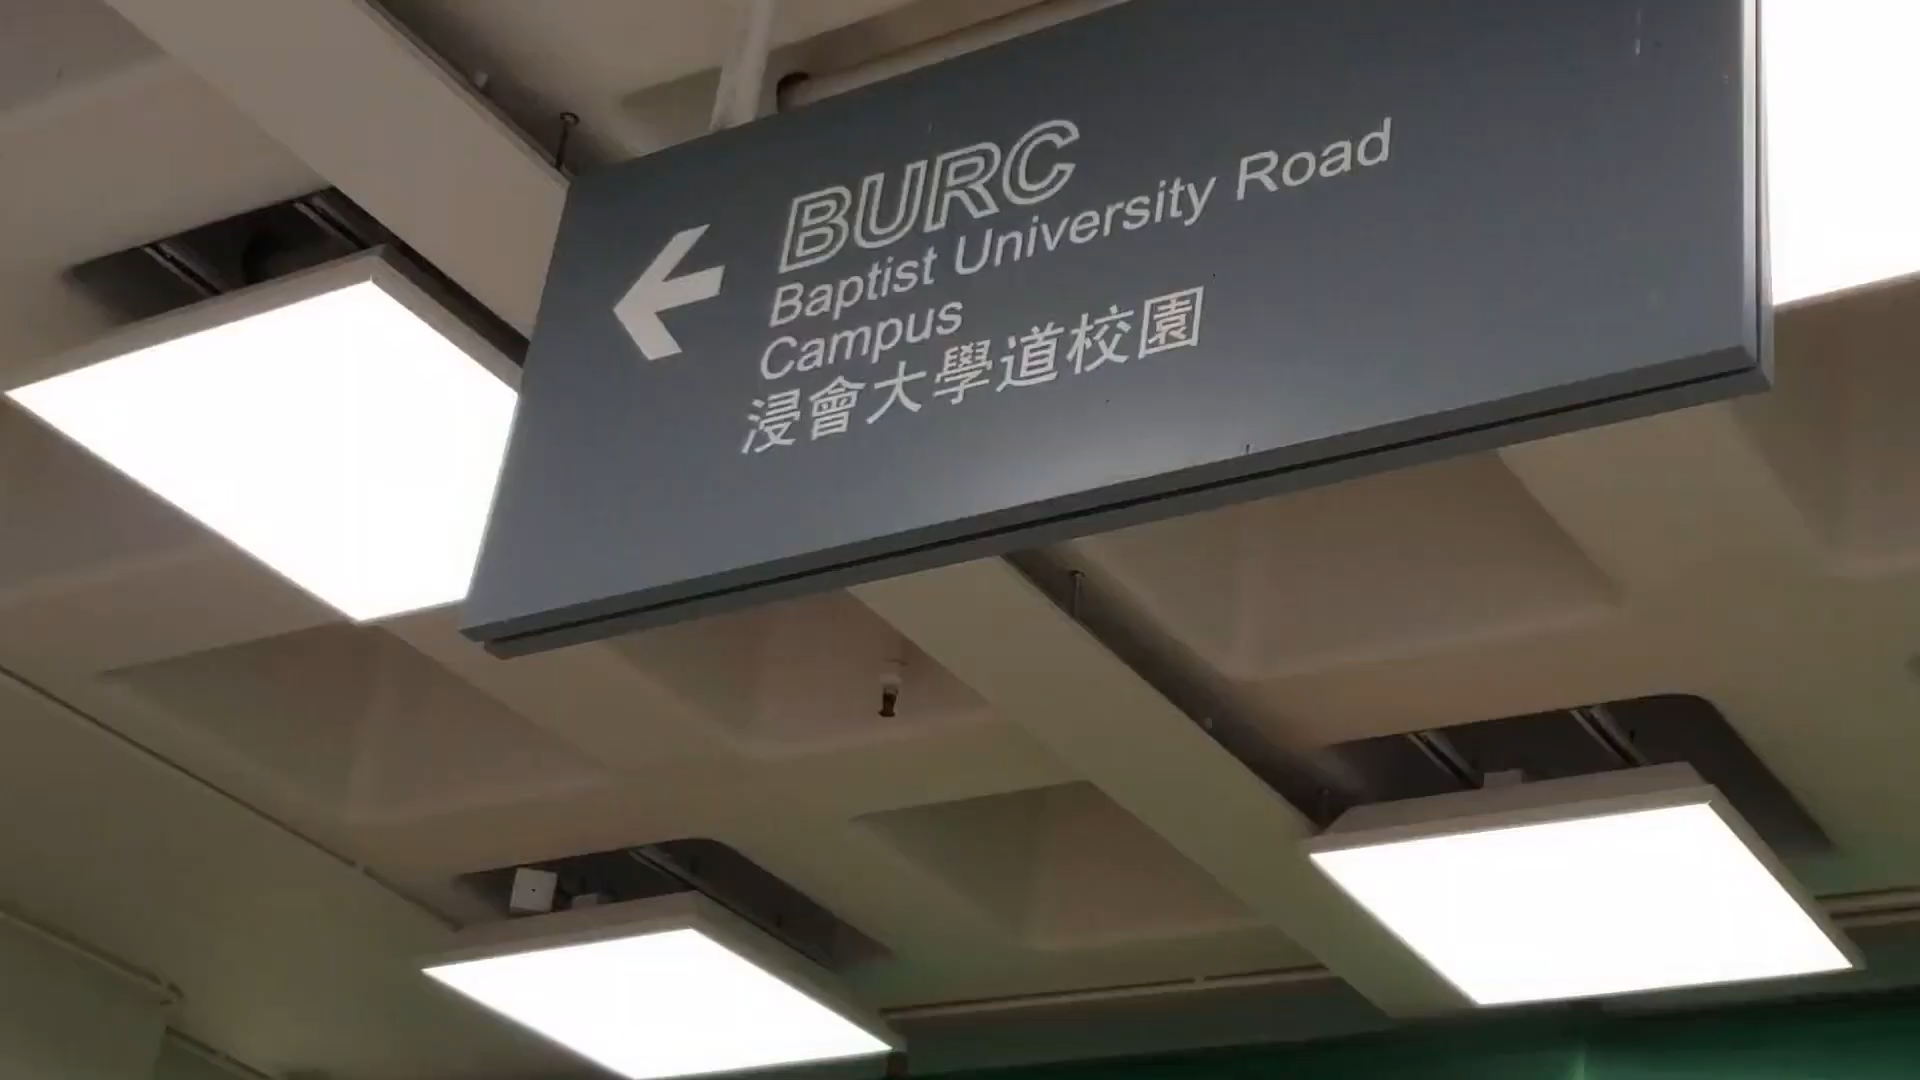 BURC
Baptist University Road
Campus
浸會大學道校園